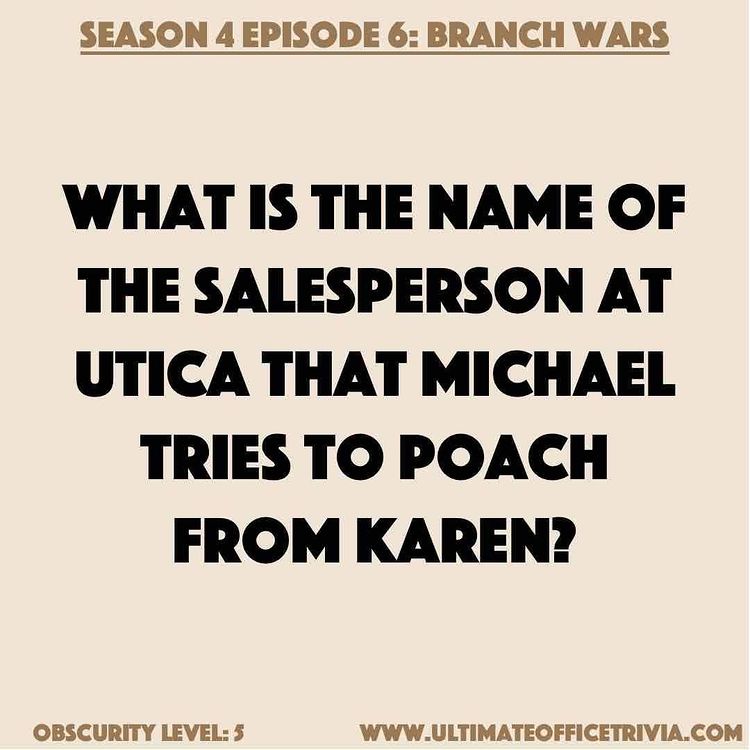 SEASON 4 EPISODE 6: BRANCH WARS
WHAT IS THE NAME OF
THE SALESPERSON AT
UTICA THAT MICHAEL
TRIES TO POACH
FROM KAREN?
OBSCURITY LEVEL: 5
WWW.ULTIMATEOFFICETRIVIA.COM